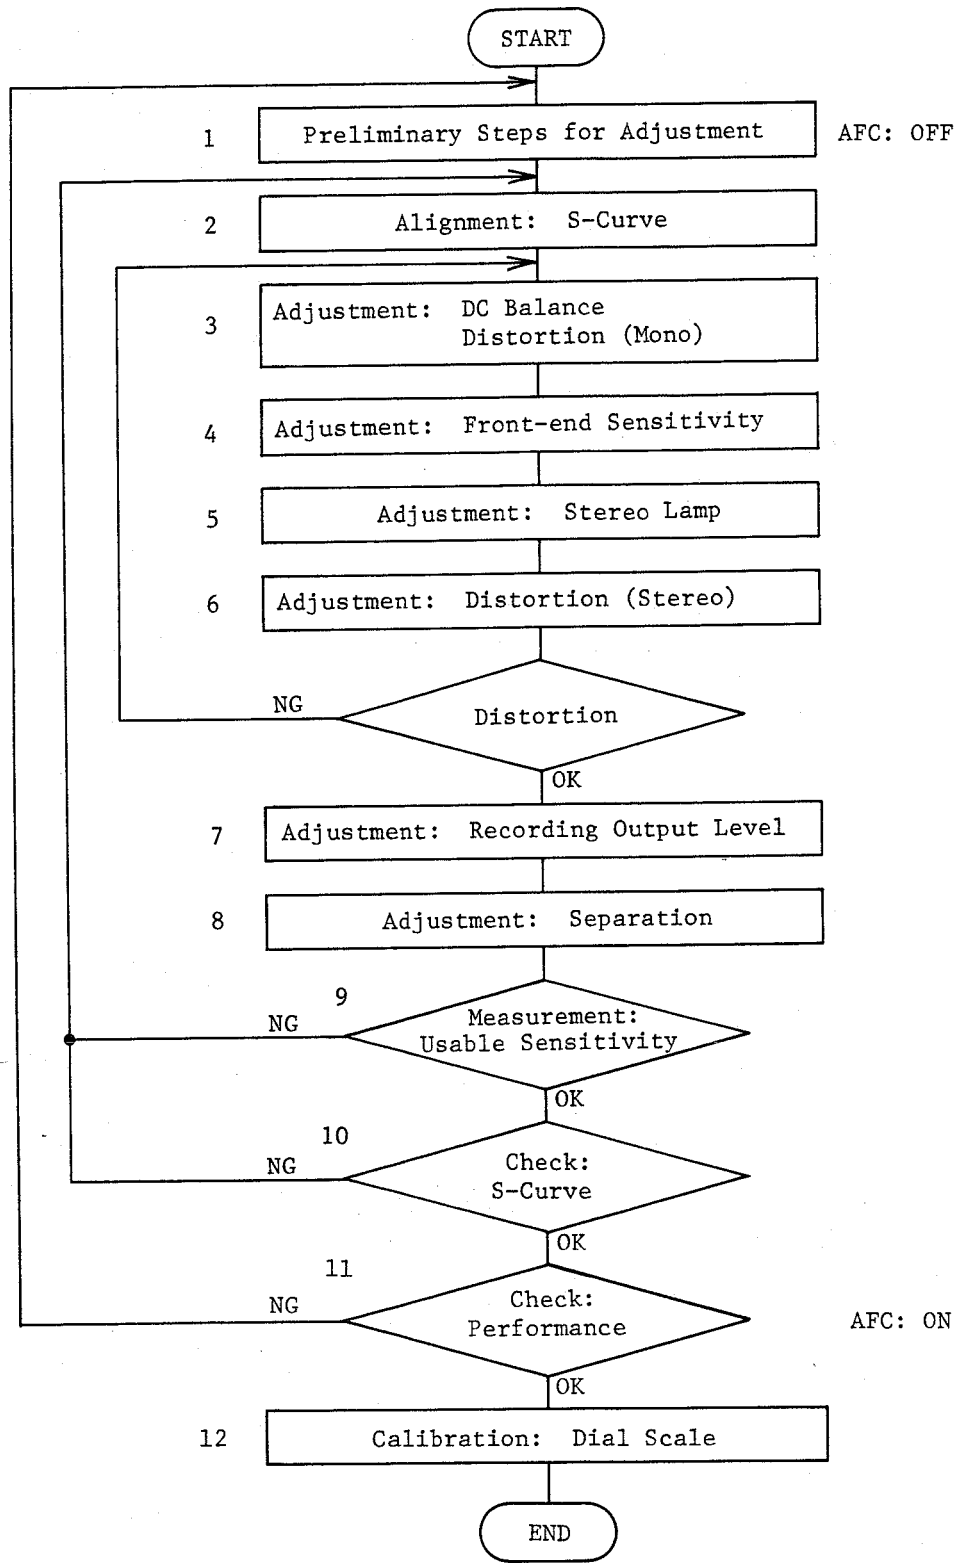 START
1
Preliminary Steps for Adjustment
AFC: OFF
2
Alignment: S-Curve
3
Adjustment: DC Balance
Distortion (Mono)
4
Adjustment: Front-end Sensitivity
5
Adjustment: Stereo Lamp
6
Adjustment: Distortion (Stereo)
NG
Distortion
OK
7
Adjustment: Recording Output Level
8
Adjustment: Separation
9
NG
Measurement:
Usable Sensitivity
OK
10
NG
Check:
S-Curve
OK
11
NG
Check:
Performance
AFC: ON
OK
12
Calibration: Dial Scale
END